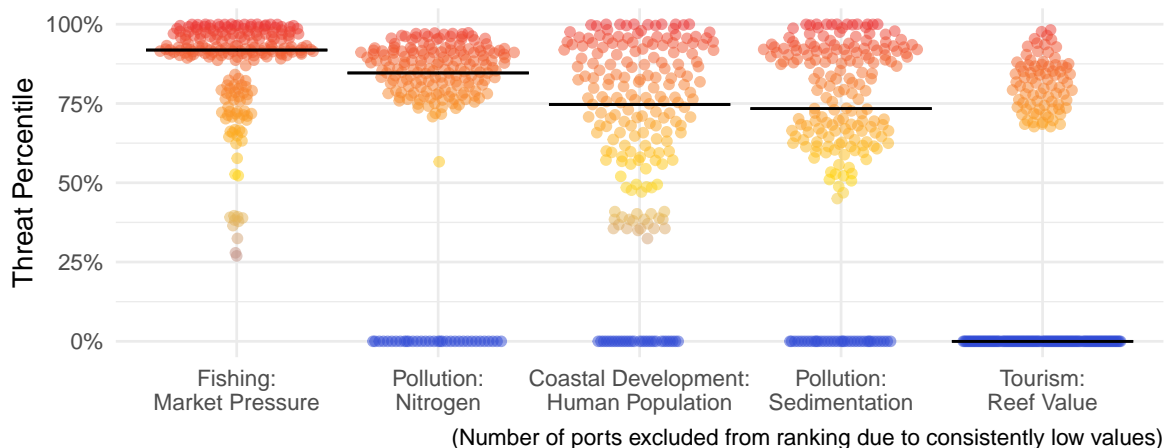 100%
75%
50%
25%
0%
Threat Percentile
Fishing:
Market Pressure
Pollution:
Nitrogen
Coastal Development:
Human Population
Pollution:
Sedimentation
Tourism:
Reef Value
(Number of ports excluded from ranking due to consistently low values)